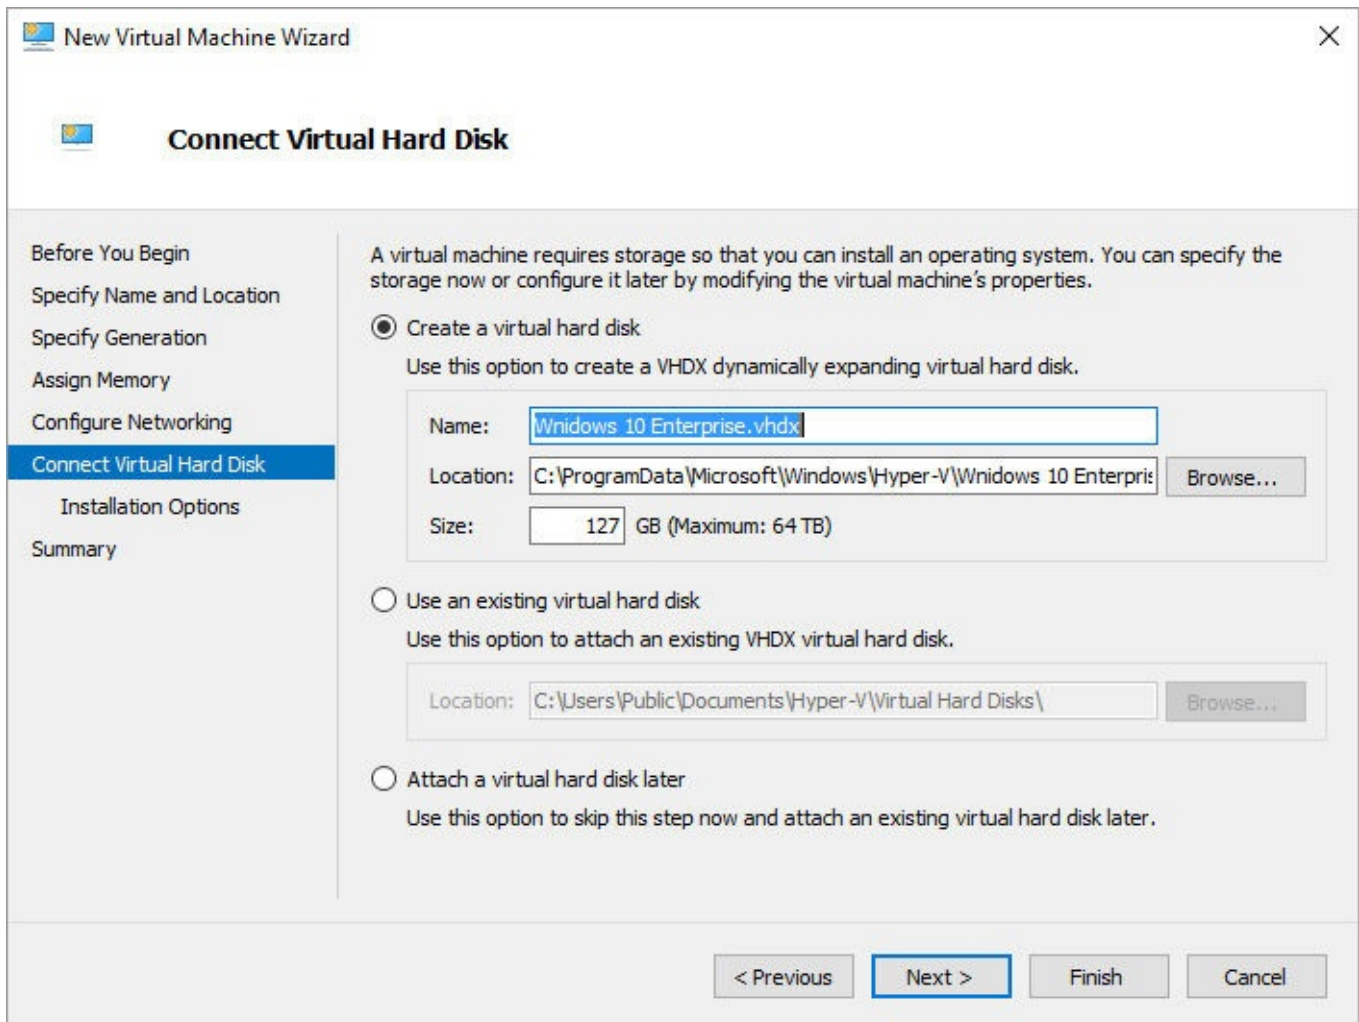 New Virtual Machine Wizard
Connect Virtual Hard Disk
Before You Begin
Specify Name and Location
Specify Generation
Assign Memory
Configure Networking
Connect Virtual Hard Disk
Installation Options
Summary
A virtual machine requires storage so that you can install an operating system. You can specify the
storage now or configure it later by modifying the virtual machine's properties.
Create a virtual hard disk
Use this option to create a VHDX dynamically expanding virtual hard disk.
Name: Wnidows 10 Enterprise.vhdx
Location: C:\ProgramData\Microsoft\Windows\Hyper-V\Wnidows 10 Enterpris Browse...
Size: 127 GB (Maximum: 64 TB)
Use an existing virtual hard disk
Use this option to attach an existing VHDX virtual hard disk.
Location: C:\Users\Public\Documents\Hyper-V\Virtual Hard Disks\ Browse...
Attach a virtual hard disk later
Use this option to skip this step now and attach an existing virtual hard disk later.
< Previous Next > Finish Cancel